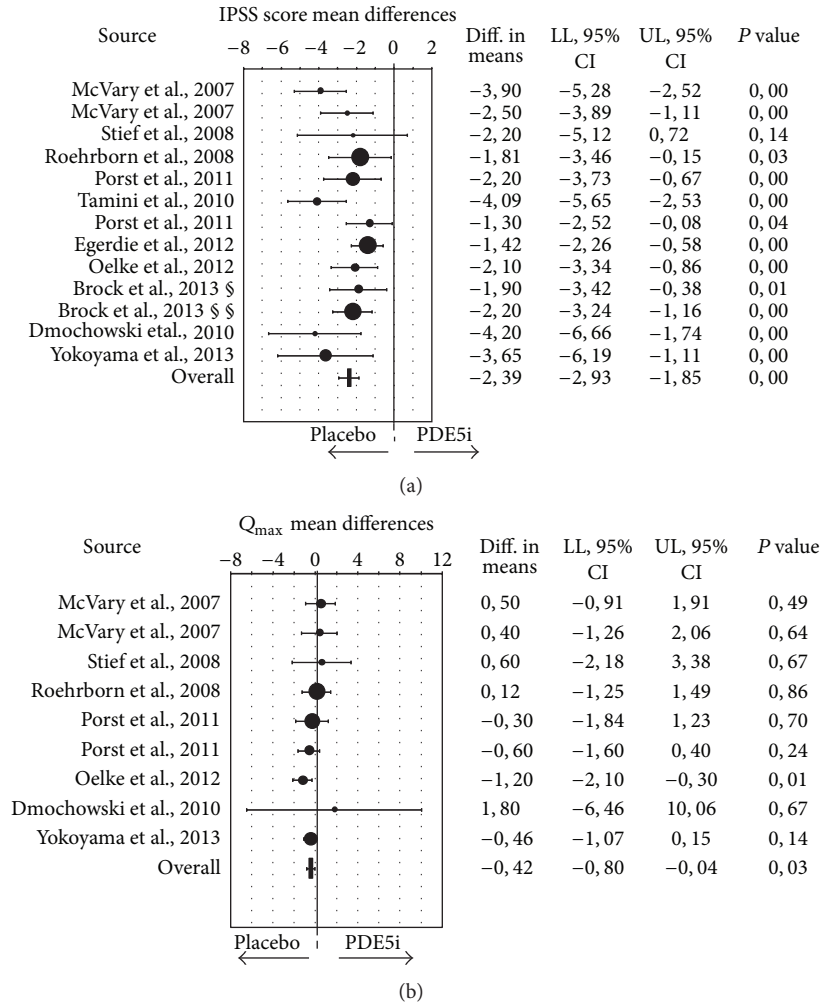 IPSS score mean differences
Source −8 −6 −4 −2 0 2 Diff. in means LL, 95% CI UL, 95% CI P value
McVary et al., 2007 −3, 90 −5, 28 −2, 52 0, 00
McVary et al., 2007 −2, 50 −3, 89 −1, 11 0, 00
Stief et al., 2008 −2, 20 −5, 12 0, 72 0, 14
Roehrborn et al., 2008 −1, 81 −3, 46 −0, 15 0, 03
Porst et al., 2011 −2, 20 −3, 73 −0, 67 0, 00
Tamini et al., 2010 −4, 09 −5, 65 −2, 53 0, 00
Porst et al., 2011 −1, 30 −2, 52 −0, 08 0, 04
Egerdie et al., 2012 −1, 42 −2, 26 −0, 58 0, 00
Oelke et al., 2012 −2, 10 −3, 34 −0, 86 0, 00
Brock et al., 2013 § −1, 90 −3, 42 −0, 38 0, 01
Brock et al., 2013 § § −2, 20 −3, 24 −1, 16 0, 00
Dmochowski etal., 2010 −4, 20 −6, 66 −1, 74 0, 00
Yokoyama et al., 2013 −3, 65 −6, 19 −1, 11 0, 00
Overall −2, 39 −2, 93 −1, 85 0, 00
Placebo PDE5i
(a)
Qmax mean differences
Source −8 −4 0 4 8 12 Diff. in means LL, 95% CI UL, 95% CI P value
McVary et al., 2007 0, 50 −0, 91 1, 91 0, 49
McVary et al., 2007 0, 40 −1, 26 2, 06 0, 64
Stief et al., 2008 0, 60 −2, 18 3, 38 0, 67
Roehrborn et al., 2008 0, 12 −1, 25 1, 49 0, 86
Porst et al., 2011 −0, 30 −1, 84 1, 23 0, 70
Porst et al., 2011 −0, 60 −1, 60 0, 40 0, 24
Oelke et al., 2012 −1, 20 −2, 10 −0, 30 0, 01
Dmochowski et al., 2010 1, 80 −6, 46 10, 06 0, 67
Yokoyama et al., 2013 −0, 46 −1, 07 0, 15 0, 14
Overall −0, 42 −0, 80 −0, 04 0, 03
Placebo PDE5i
(b)